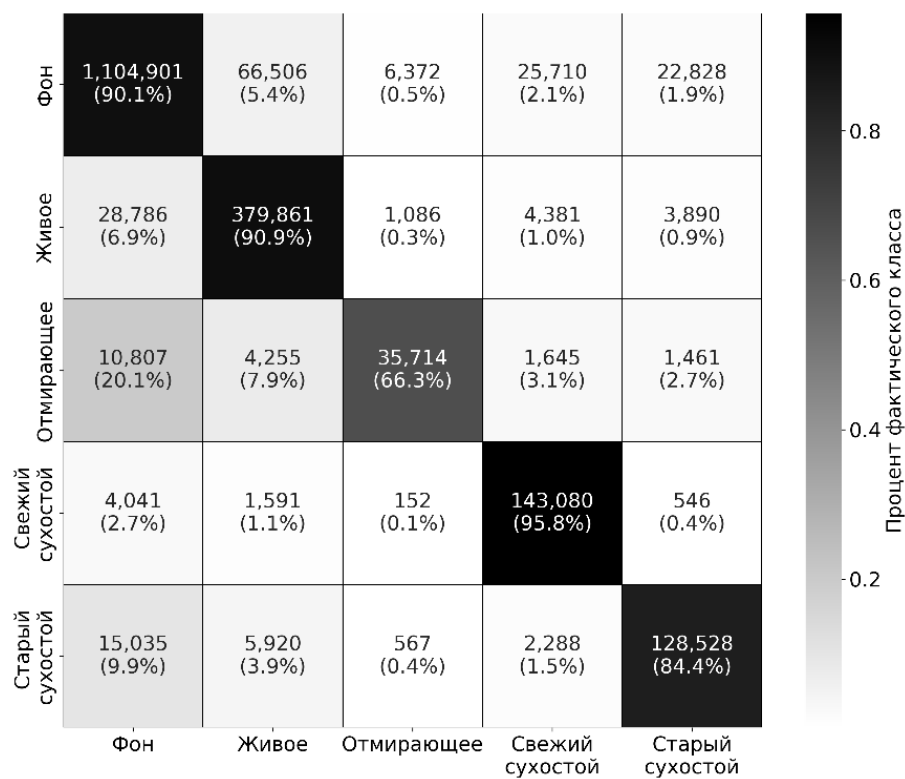 Фон
1,104,901 66,506 6,372 25,710 22,828
(90.1%) (5.4%) (0.5%) (2.1%) (1.9%)
Живое
28,786 379,861 1,086 4,381 3,890
(6.9%) (90.9%) (0.3%) (1.0%) (0.9%)
Отмирающее
10,807 4,255 35,714 1,645 1,461
(20.1%) (7.9%) (66.3%) (3.1%) (2.7%)
Свежий
сухостой
4,041 1,591 152 143,080 546
(2.7%) (1.1%) (0.1%) (95.8%) (0.4%)
Старый
сухостой
15,035 5,920 567 2,288 128,528
(9.9%) (3.9%) (0.4%) (1.5%) (84.4%)
Фон Живое Отмирающее Свежий Старый
сухостой сухостой
0.8
0.6
0.4
0.2
Процент фактического класса